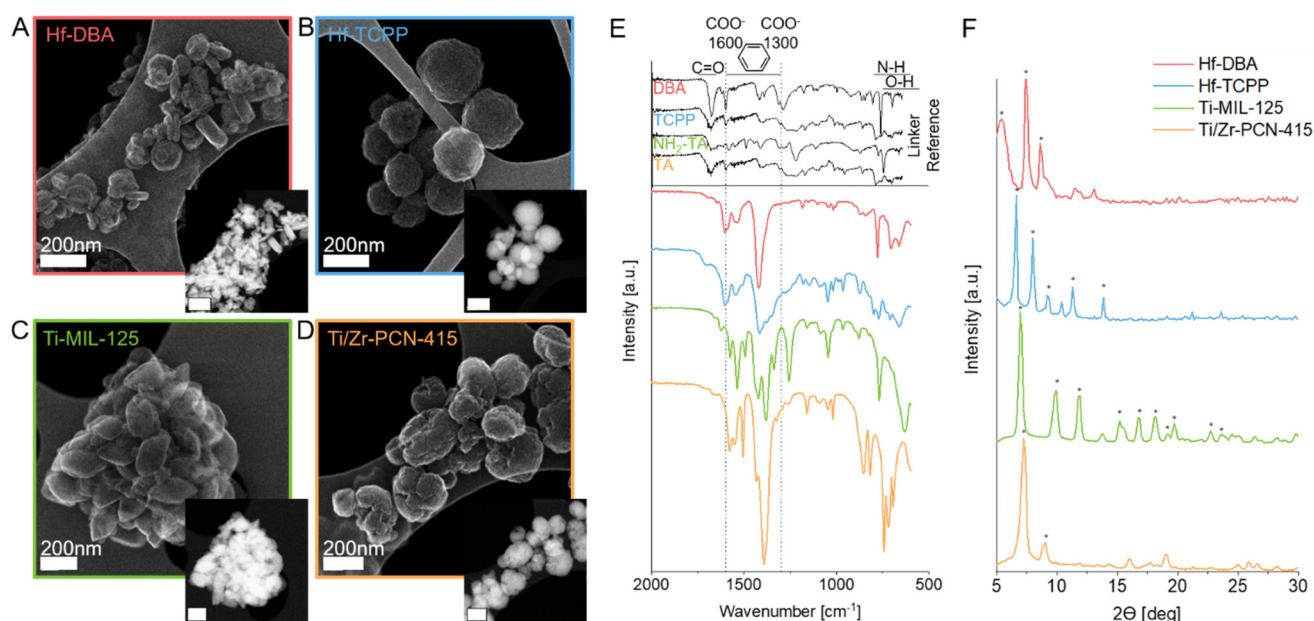 A
Hf-DBA
200nm
B
Hf-TCPP
200nm
C
Ti-MIL-125
200nm
D
Ti/Zr-PCN-415
200nm
E
COO⁻ COO⁻
1600 1300
C=O
N-H
O-H
DBA
TCPP
NH₂-TA
TA
Linker
Reference
Intensity [a.u.]
2000 1500 1000 500
Wavenumber [cm⁻¹]
F
Hf-DBA
Hf-TCPP
Ti-MIL-125
Ti/Zr-PCN-415
* * *
* * * * *
* * * * * * * * *
* *
Intensity [a.u.]
5 10 15 20 25 30
2Θ [deg]